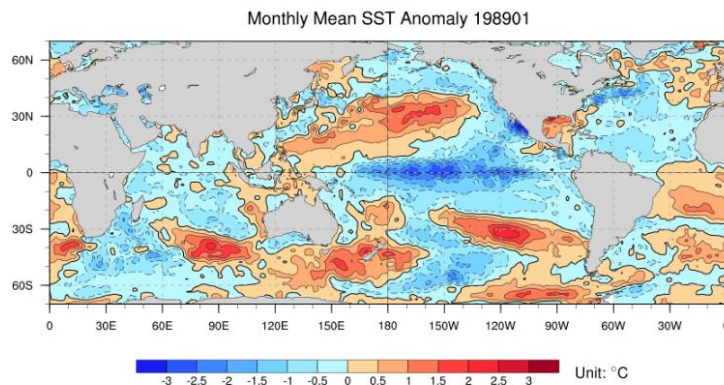 Monthly Mean SST Anomaly 198901
60N
30N
0
30S
60S
0 30E 60E 90E 120E 150E 180 150W 120W 90W 60W 30W 0
-3 -2.5 -2 -1.5 -1 -0.5 0 0.5 1 1.5 2 2.5 3 Unit: °C